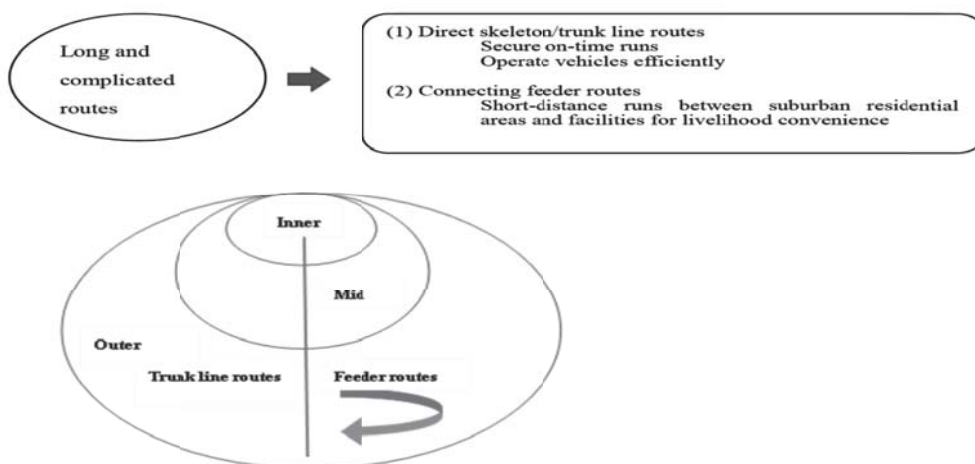 Long and
complicated
routes
(1) Direct skeleton/trunk line routes
Secure on-time runs
Operate vehicles efficiently
(2) Connecting feeder routes
Short-distance runs between suburban residential
areas and facilities for livelihood convenience
Inner
Mid
Outer
Trunk line routes
Feeder routes